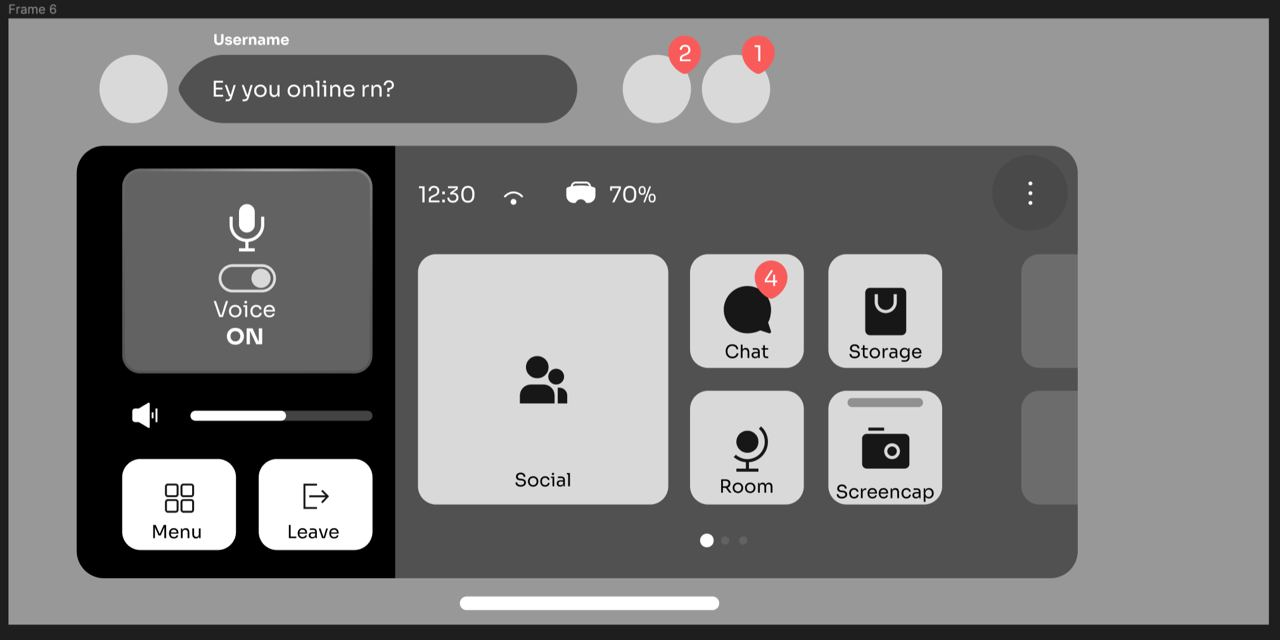 Frame 6
Username
Ey you online rn?
2
1
12:30
70%
Voice
ON
4
Chat
Storage
Social
Room
Screencap
Menu
Leave